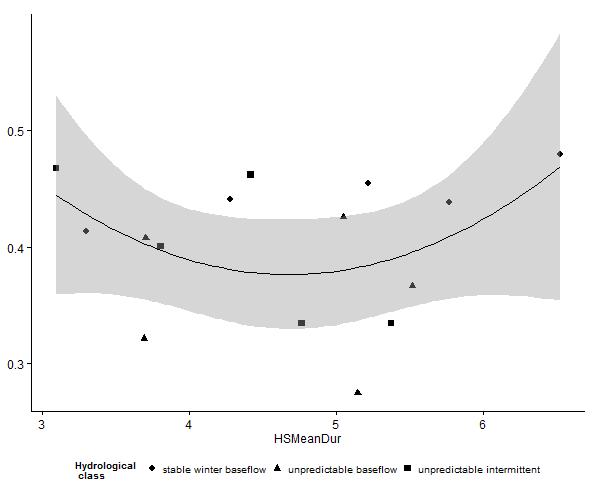 0.5
0.4
0.3
3 4 5 6
HSMeanDur
Hydrological
class
stable winter baseflow unpredictable baseflow unpredictable intermittent